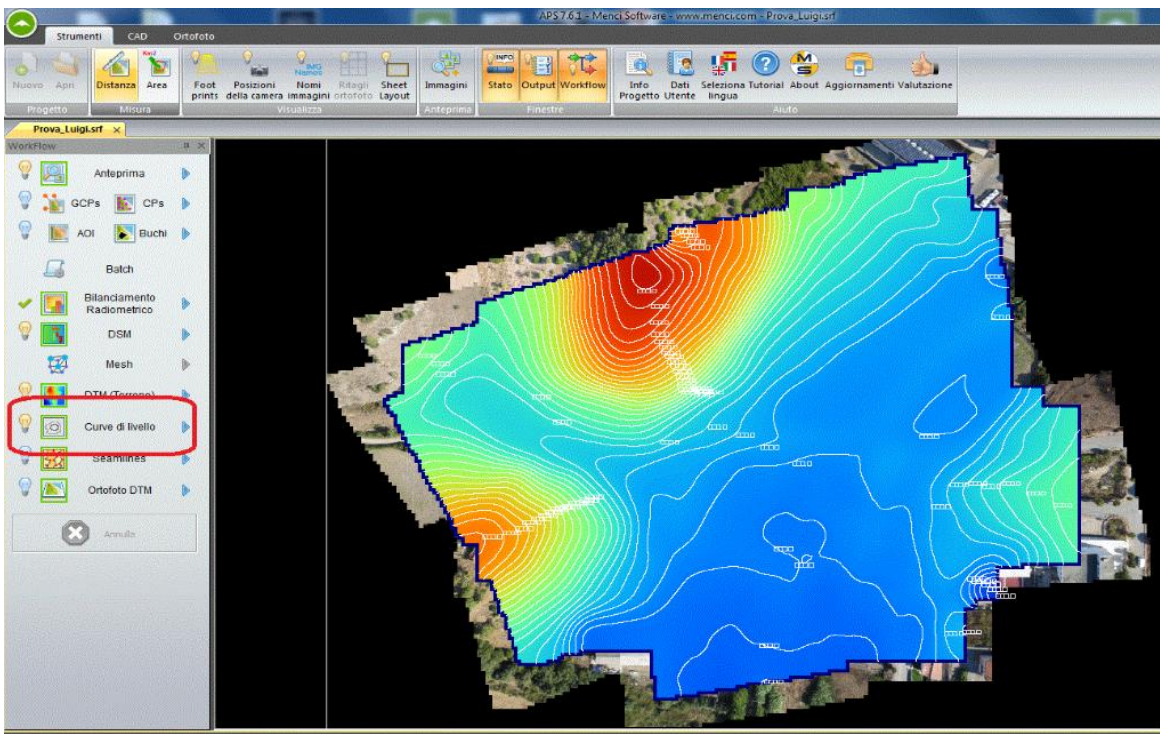 APS 7.6.1 - Menci Software - www.menci.com - Prova_Luigi.srf
Strumenti CAD Ortofoto
Nuovo Apri Distanza Area Foot prints Posizioni della camera Nomi immagini Ritagli ortofoto Sheet Layout Immagini Stato Output Workflow Info Progetto Dati Utente Seleziona lingua Tutorial About Aggiornamenti Valutazione
Progetto Misura Visualizza Anteprima Finestre Aiuto
Prova_Luigi.srf
WorkFlow
Anteprima
GCPs CPs
AOI Buchi
Batch
Bilanciamento
Radiometrico
DSM
Mesh
DTM (Terreno)
Curve di livello
Seamlines
Ortofoto DTM
Annulla